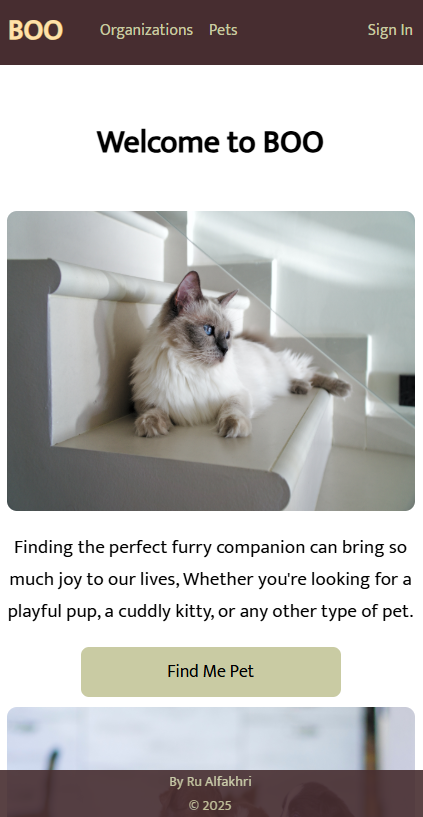 BOO Organizations Pets Sign In
Welcome to BOO
Finding the perfect furry companion can bring so
much joy to our lives, Whether you're looking for a
playful pup, a cuddly kitty, or any other type of pet.
Find Me Pet
By Ru Alfakhri
© 2025